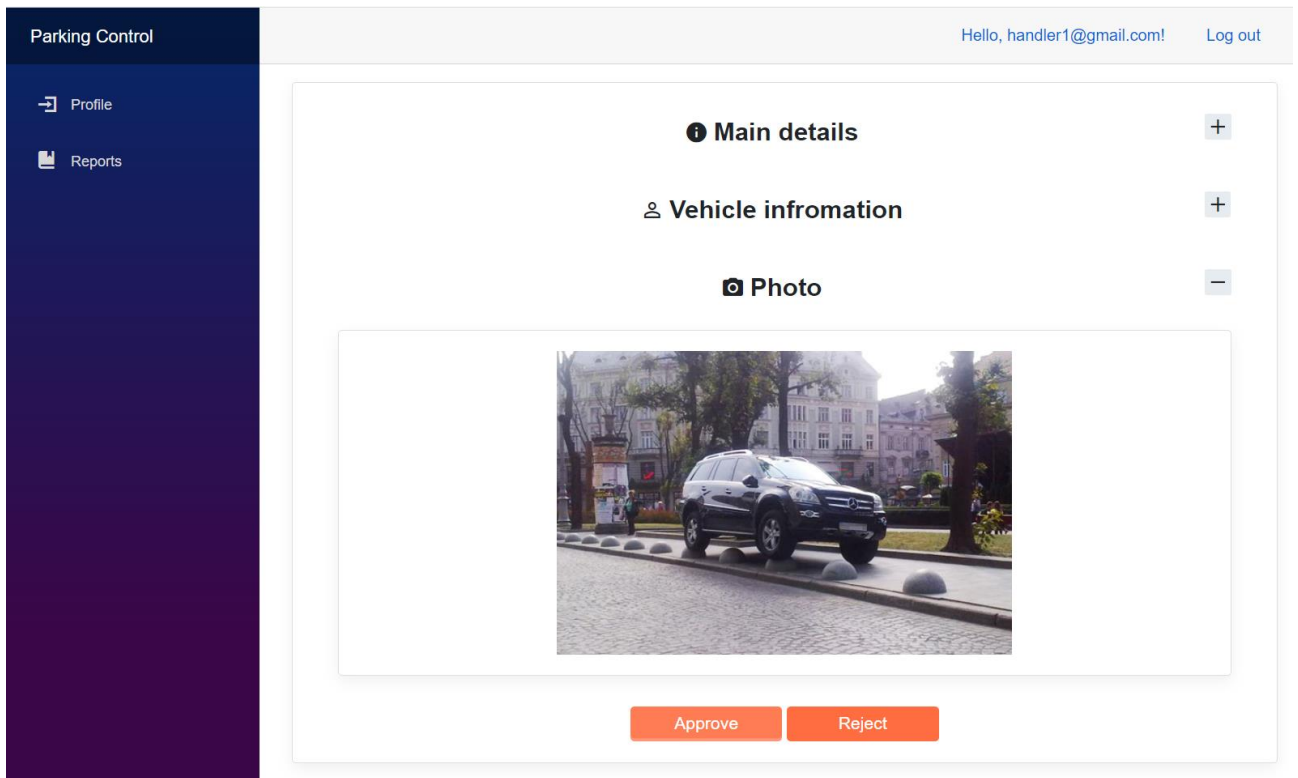 Parking Control
Hello, handler1@gmail.com! Log out
Profile
Reports
Main details
Vehicle infromation
Photo
Approve Reject